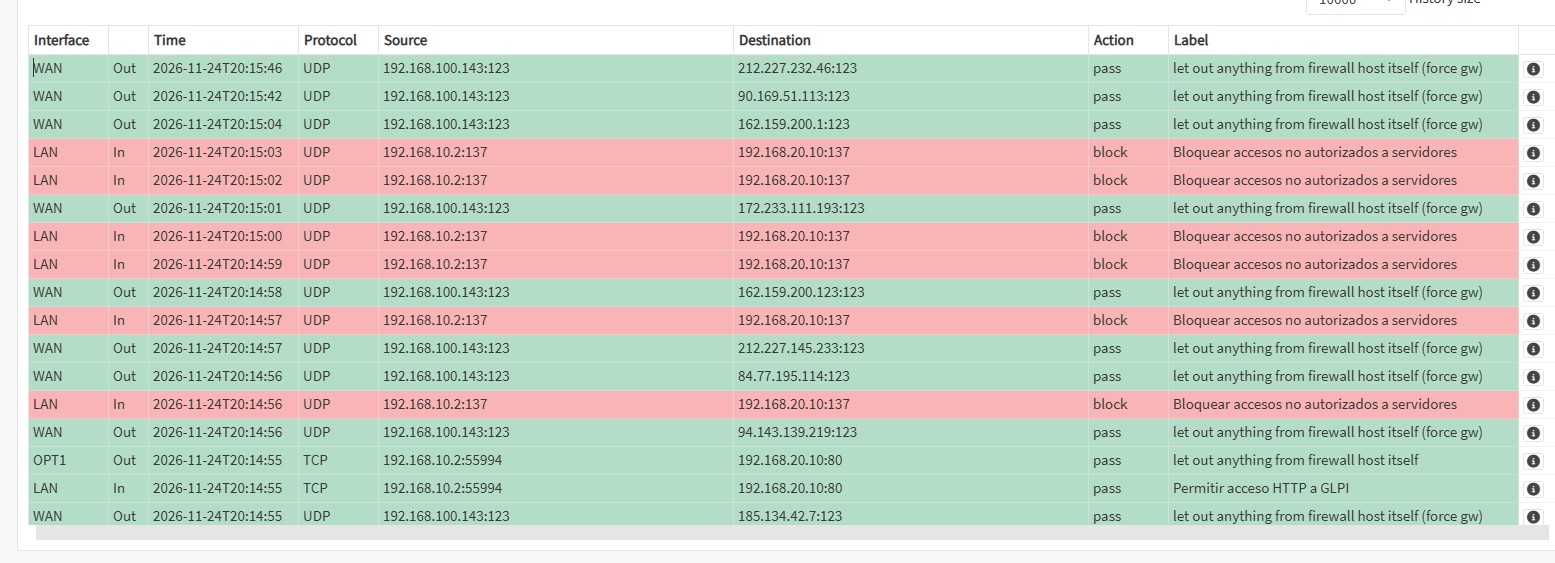 10000 History size
Interface Time Protocol Source Destination Action Label
WAN Out 2026-11-24T20:15:46 UDP 192.168.100.143:123 212.227.232.46:123 pass let out anything from firewall host itself (force gw)
WAN Out 2026-11-24T20:15:42 UDP 192.168.100.143:123 90.169.51.113:123 pass let out anything from firewall host itself (force gw)
WAN Out 2026-11-24T20:15:04 UDP 192.168.100.143:123 162.159.200.1:123 pass let out anything from firewall host itself (force gw)
LAN In 2026-11-24T20:15:03 UDP 192.168.10.2:137 192.168.20.10:137 block Bloquear accesos no autorizados a servidores
LAN In 2026-11-24T20:15:02 UDP 192.168.10.2:137 192.168.20.10:137 block Bloquear accesos no autorizados a servidores
WAN Out 2026-11-24T20:15:01 UDP 192.168.100.143:123 172.233.111.193:123 pass let out anything from firewall host itself (force gw)
LAN In 2026-11-24T20:15:00 UDP 192.168.10.2:137 192.168.20.10:137 block Bloquear accesos no autorizados a servidores
LAN In 2026-11-24T20:14:59 UDP 192.168.10.2:137 192.168.20.10:137 block Bloquear accesos no autorizados a servidores
WAN Out 2026-11-24T20:14:58 UDP 192.168.100.143:123 162.159.200.123:123 pass let out anything from firewall host itself (force gw)
LAN In 2026-11-24T20:14:57 UDP 192.168.10.2:137 192.168.20.10:137 block Bloquear accesos no autorizados a servidores
WAN Out 2026-11-24T20:14:57 UDP 192.168.100.143:123 212.227.145.233:123 pass let out anything from firewall host itself (force gw)
WAN Out 2026-11-24T20:14:56 UDP 192.168.100.143:123 84.77.195.114:123 pass let out anything from firewall host itself (force gw)
LAN In 2026-11-24T20:14:56 UDP 192.168.10.2:137 192.168.20.10:137 block Bloquear accesos no autorizados a servidores
WAN Out 2026-11-24T20:14:56 UDP 192.168.100.143:123 94.143.139.219:123 pass let out anything from firewall host itself (force gw)
OPT1 Out 2026-11-24T20:14:55 TCP 192.168.10.2:55994 192.168.20.10:80 pass let out anything from firewall host itself
LAN In 2026-11-24T20:14:55 TCP 192.168.10.2:55994 192.168.20.10:80 pass Permitir acceso HTTP a GLPI
WAN Out 2026-11-24T20:14:55 UDP 192.168.100.143:123 185.134.42.7:123 pass let out anything from firewall host itself (force gw)